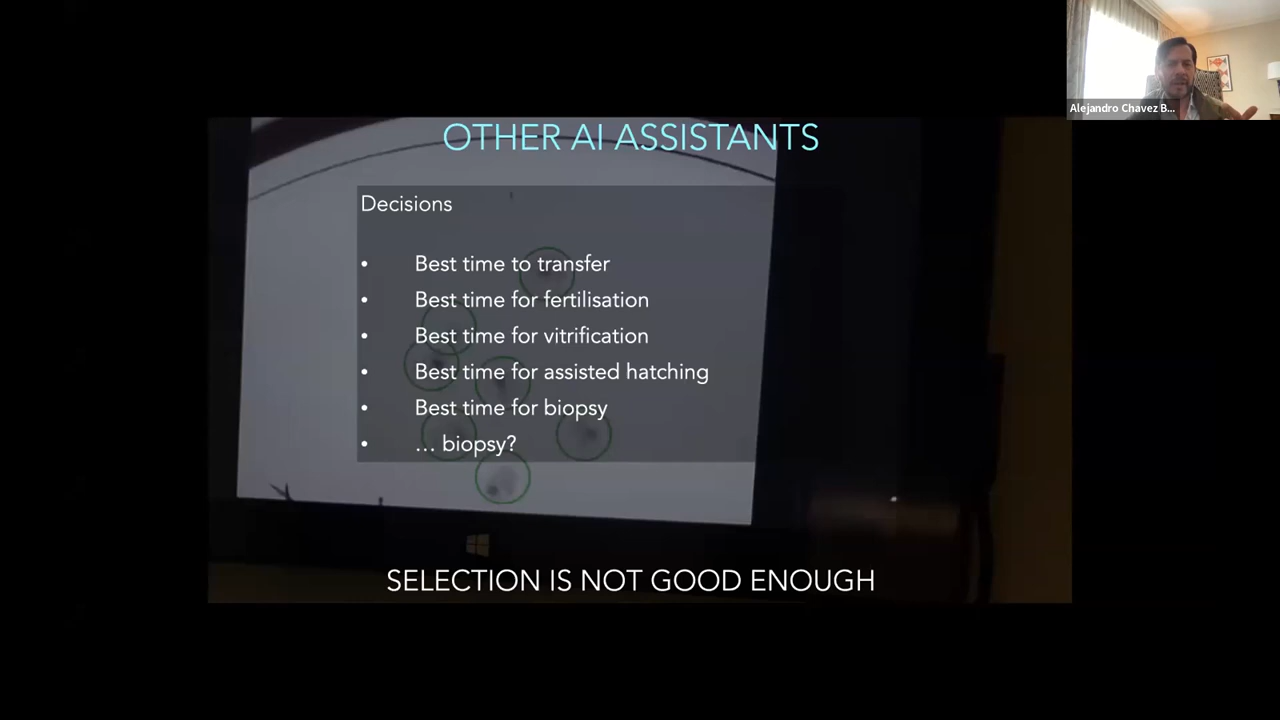 OTHER AI ASSISTANTS
Alejandro Chavez B...
Decisions
• Best time to transfer
• Best time for fertilisation
• Best time for vitrification
• Best time for assisted hatching
• Best time for biopsy
• … biopsy?
SELECTION IS NOT GOOD ENOUGH